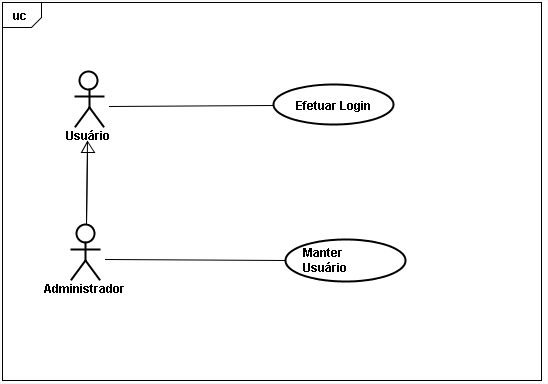 uc
Usuário
Efetuar Login
Administrador
Manter
Usuário